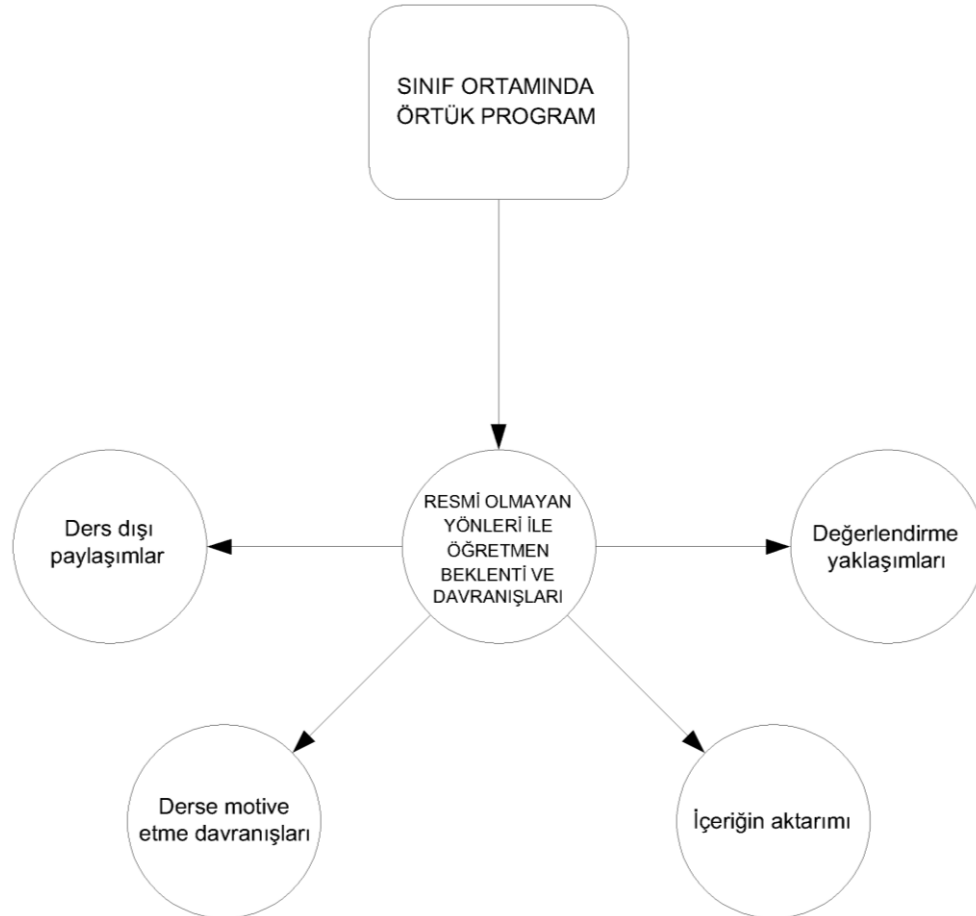 SINIF ORTAMINDA
ÖRTÜK PROGRAM
RESMİ OLMAYAN
YÖNLERİ İLE
ÖĞRETMEN
BEKLENTİ VE
DAVRANIŞLARI
Ders dışı
paylaşımlar
Değerlendirme
yaklaşımları
Derse motive
etme davranışları
İçeriğin aktarımı